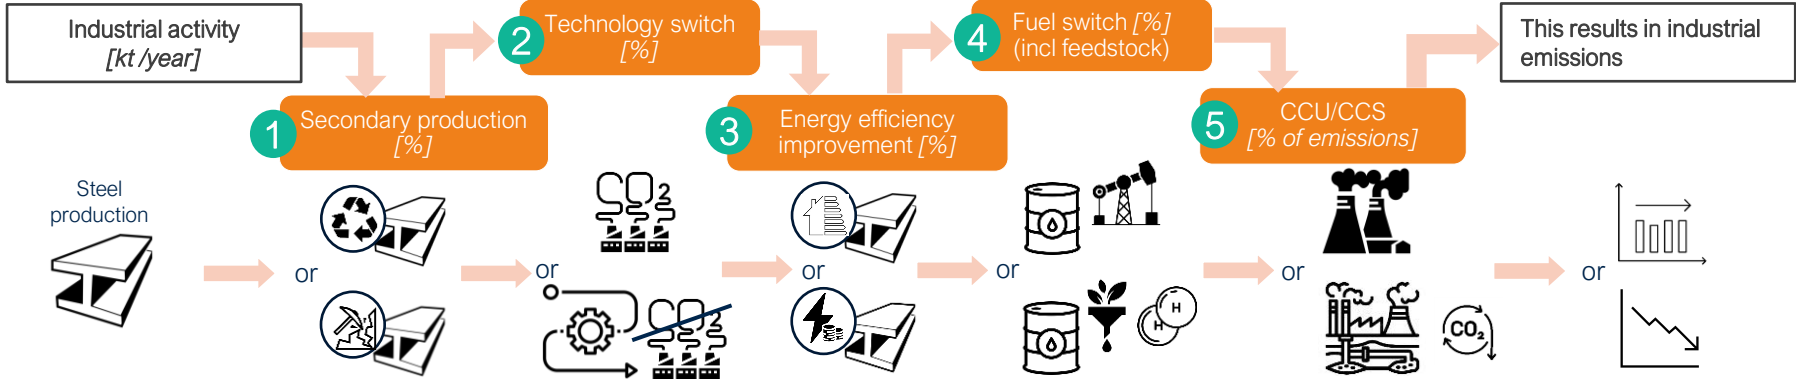 Industrial activity
[kt /year]
1
Secondary production
[%]
2
Technology switch
[%]
3
Energy efficiency
improvement [%]
4
Fuel switch [%]
(incl feedstock)
5
CCU/CCS
[% of emissions]
This results in industrial
emissions
Steel
production
or
CO2
or
CO2
or
or
H
H
or
CO2
or